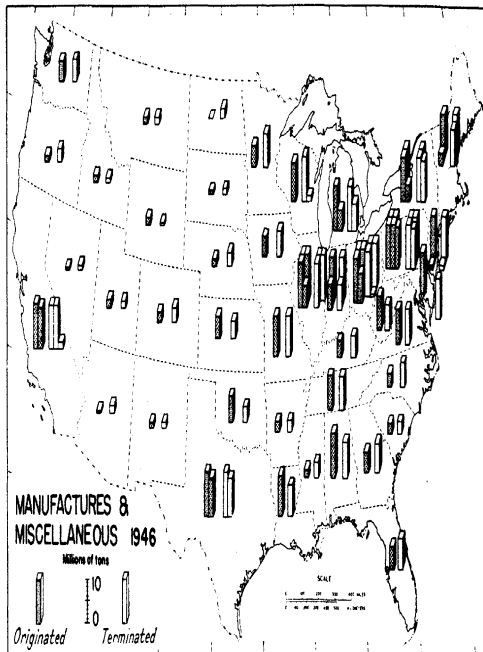 MANUFACTURES &
MISCELLANEOUS 1946
Millions of tons
10
0
Originated
Terminated
SCALE